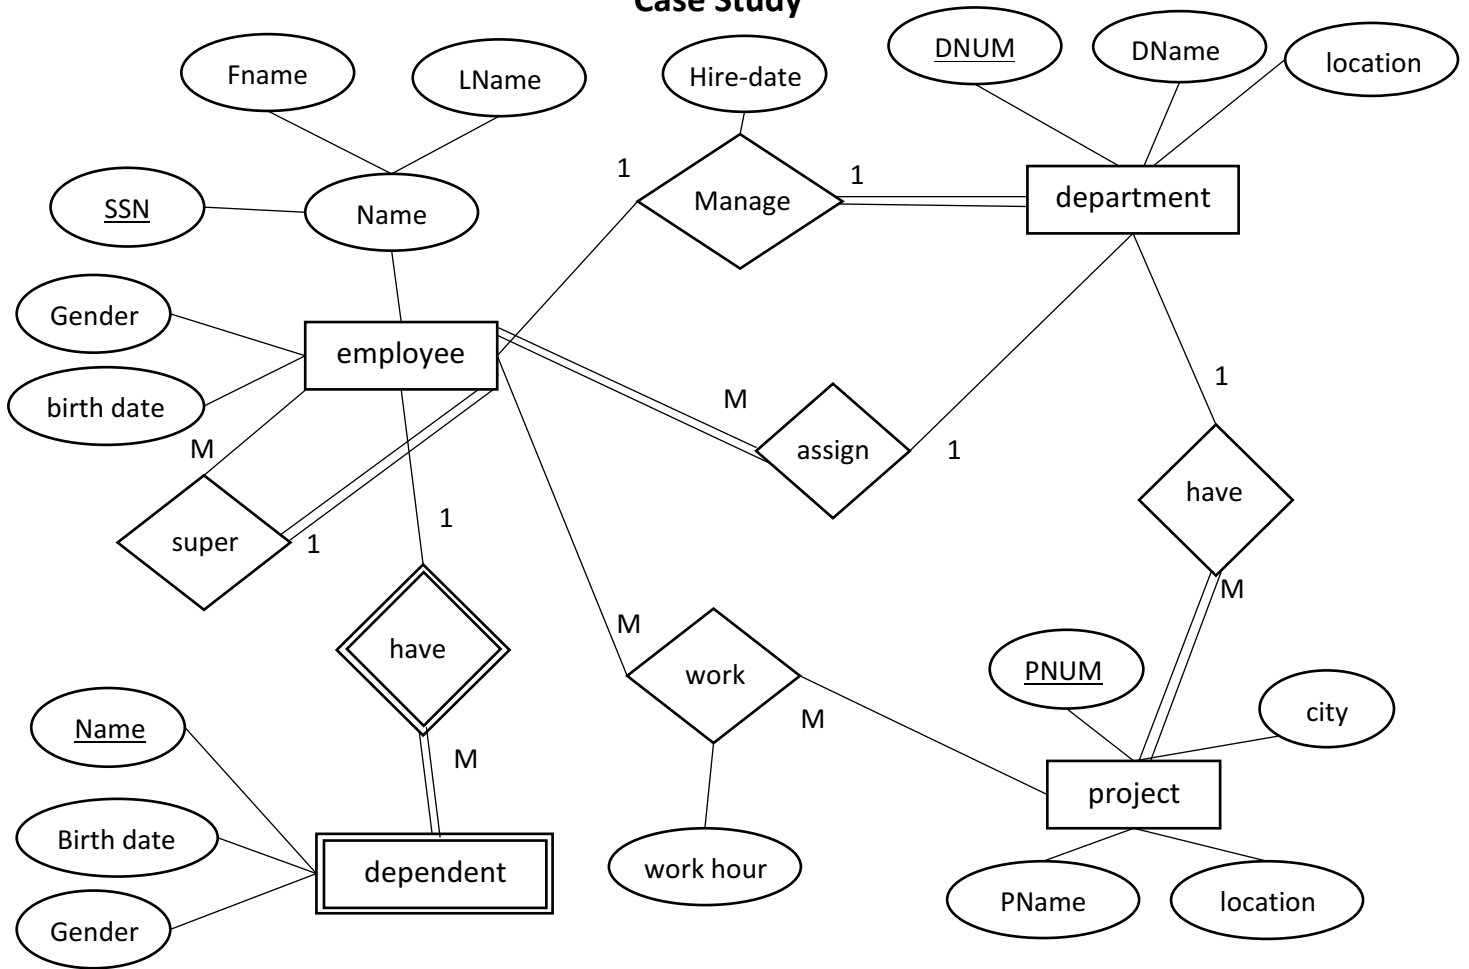 Case Study
Fname
LName
Hire-date
DNUM
DName
location
SSN
Name
1
Manage
1
department
Gender
employee
birth date
M
M
assign
1
1
have
super
1
1
have
M
M
work
M
PNUM
city
Name
M
project
Birth date
dependent
work hour
PName
location
Gender